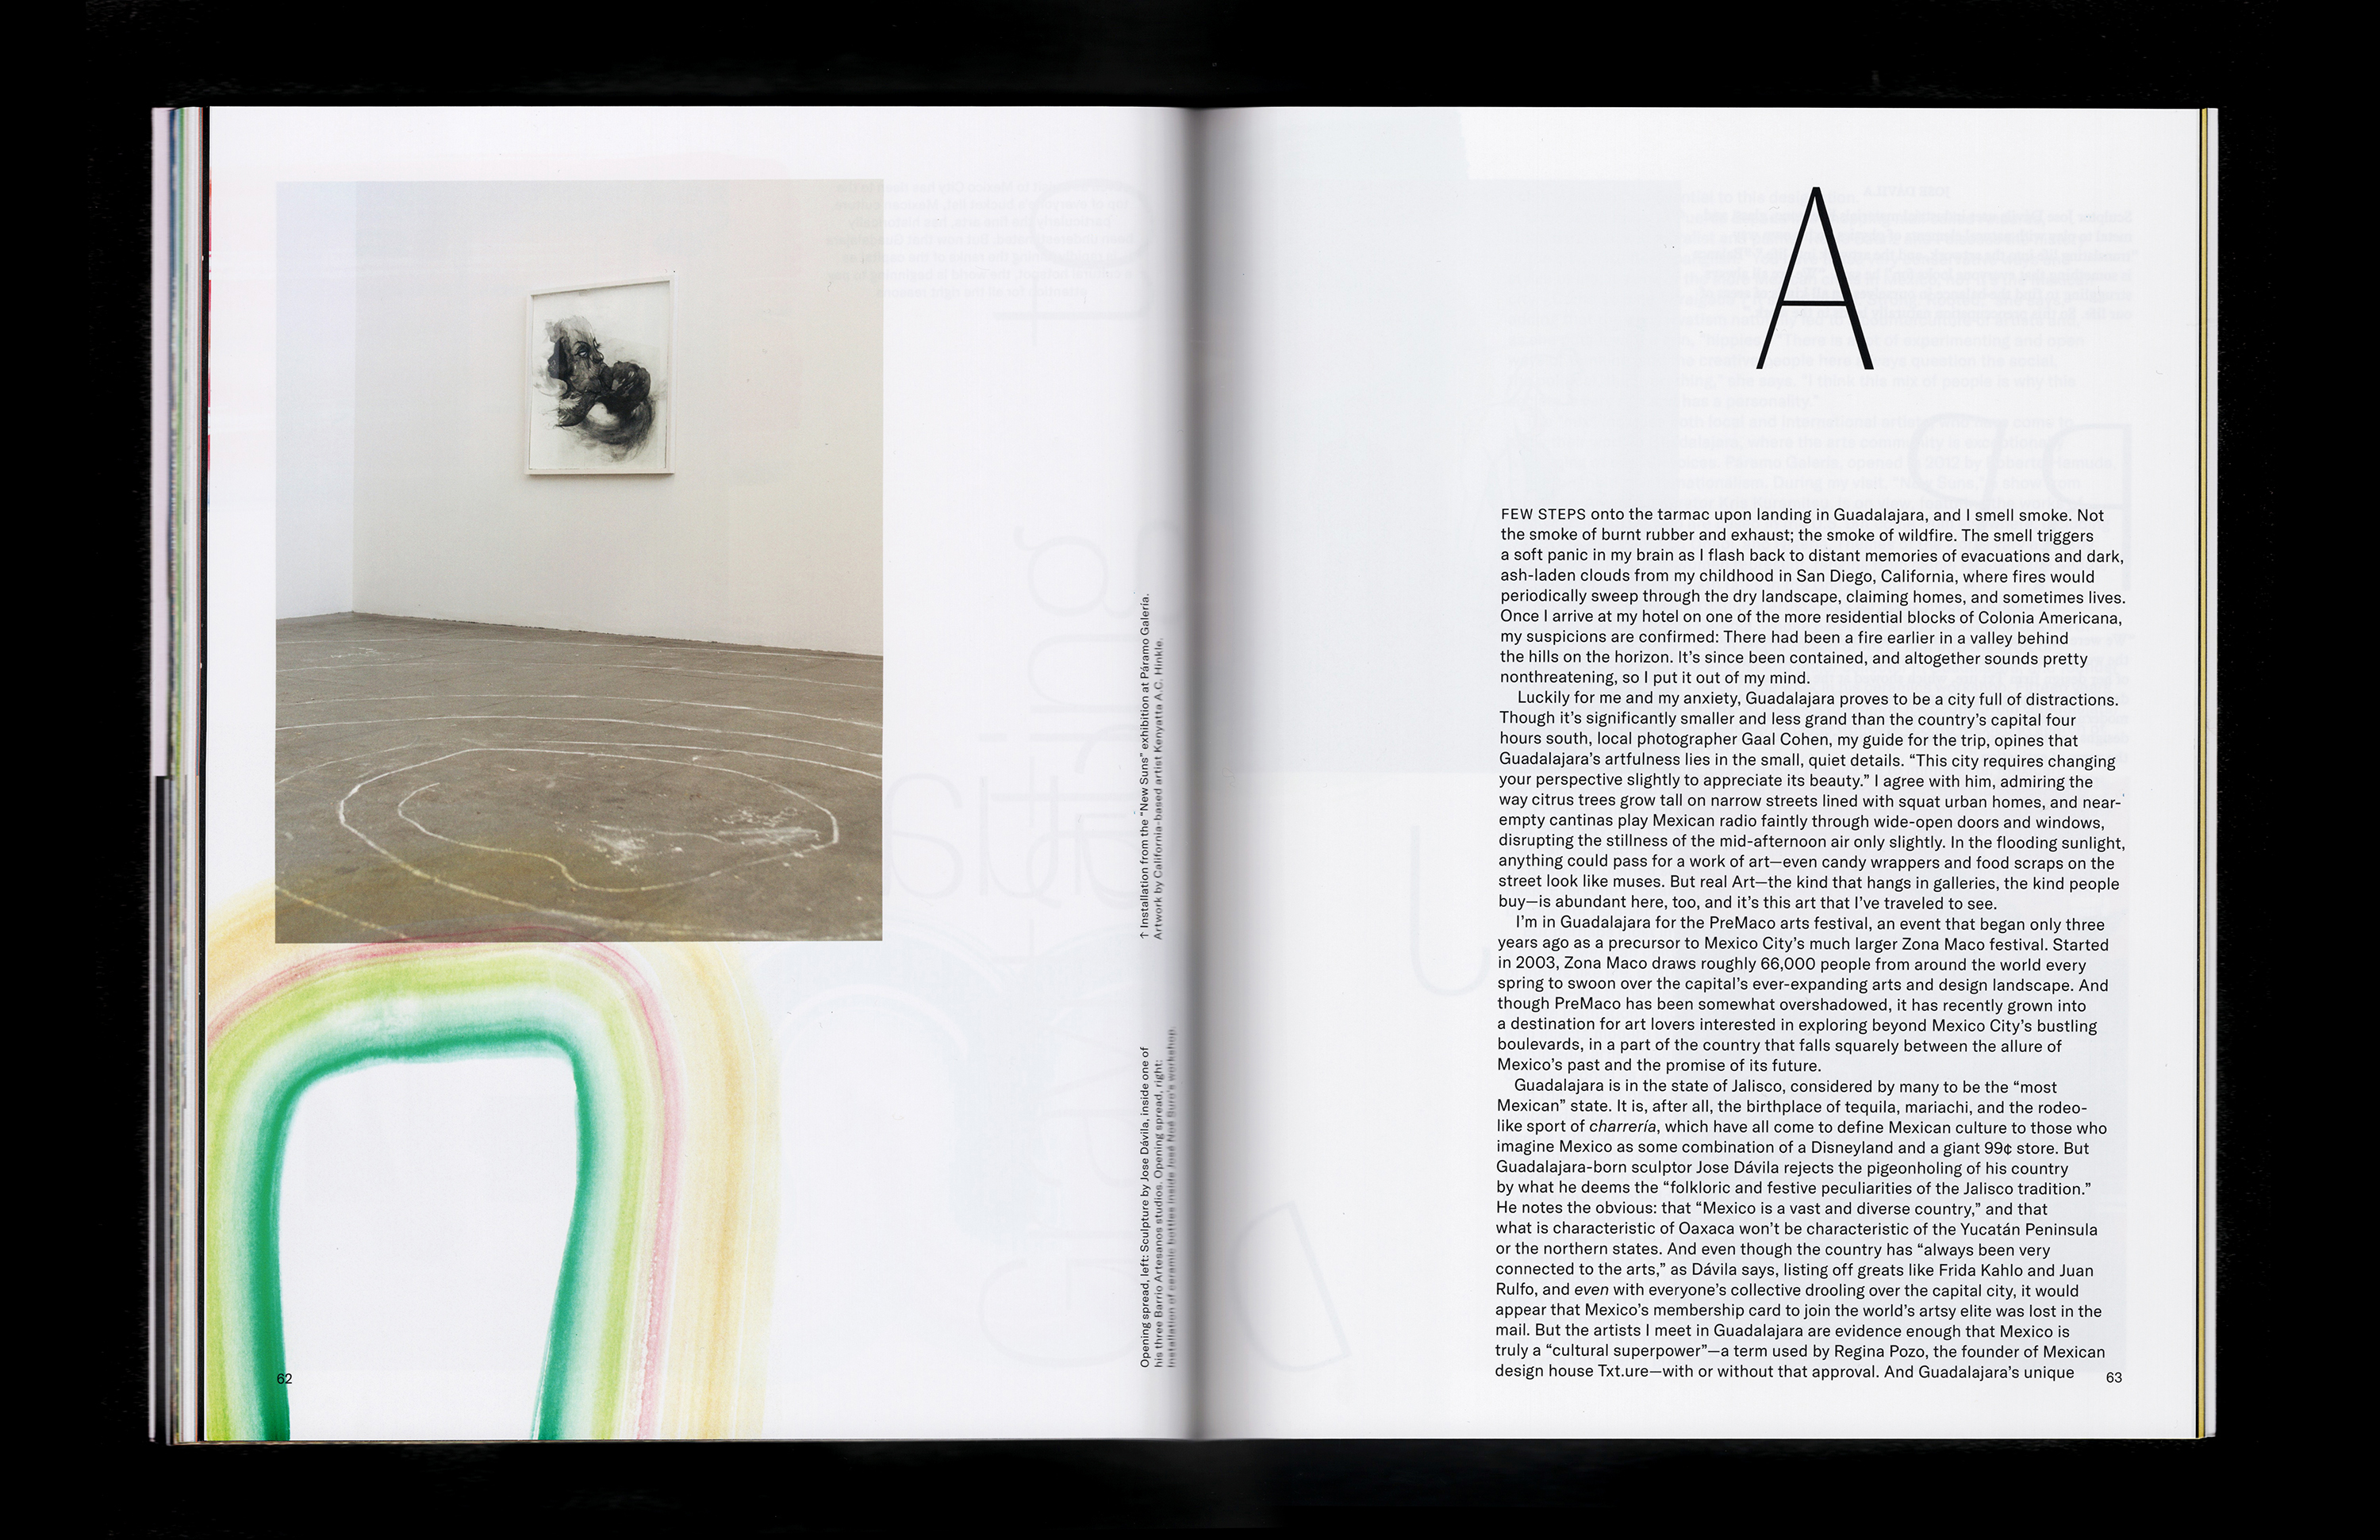 ↑ Installation from the “New Suns” exhibition at Páramo Galería.
Artwork by California-based artist Kenyatta A.C. Hinkle.
Opening spread, left: Sculpture by Jose Dávila, inside one of
his three Barrio Artesanos studios. Opening spread, right:
Installation of ceramic bottles inside José Noé Suro’s workshop.
62
A
FEW STEPS onto the tarmac upon landing in Guadalajara, and I smell smoke. Not
the smoke of burnt rubber and exhaust; the smoke of wildfire. The smell triggers
a soft panic in my brain as I flash back to distant memories of evacuations and dark,
ash-laden clouds from my childhood in San Diego, California, where fires would
periodically sweep through the dry landscape, claiming homes, and sometimes lives.
Once I arrive at my hotel on one of the more residential blocks of Colonia Americana,
my suspicions are confirmed: There had been a fire earlier in a valley behind
the hills on the horizon. It’s since been contained, and altogether sounds pretty
nonthreatening, so I put it out of my mind.
Luckily for me and my anxiety, Guadalajara proves to be a city full of distractions.
Though it’s significantly smaller and less grand than the country’s capital four
hours south, local photographer Gaal Cohen, my guide for the trip, opines that
Guadalajara’s artfulness lies in the small, quiet details. “This city requires changing
your perspective slightly to appreciate its beauty.” I agree with him, admiring the
way citrus trees grow tall on narrow streets lined with squat urban homes, and near-
empty cantinas play Mexican radio faintly through wide-open doors and windows,
disrupting the stillness of the mid-afternoon air only slightly. In the flooding sunlight,
anything could pass for a work of art—even candy wrappers and food scraps on the
street look like muses. But real Art—the kind that hangs in galleries, the kind people
buy—is abundant here, too, and it’s this art that I’ve traveled to see.
I’m in Guadalajara for the PreMaco arts festival, an event that began only three
years ago as a precursor to Mexico City’s much larger Zona Maco festival. Started
in 2003, Zona Maco draws roughly 66,000 people from around the world every
spring to swoon over the capital’s ever-expanding arts and design landscape. And
though PreMaco has been somewhat overshadowed, it has recently grown into
a destination for art lovers interested in exploring beyond Mexico City’s bustling
boulevards, in a part of the country that falls squarely between the allure of
Mexico’s past and the promise of its future.
Guadalajara is in the state of Jalisco, considered by many to be the “most
Mexican” state. It is, after all, the birthplace of tequila, mariachi, and the rodeo-
like sport of charrería, which have all come to define Mexican culture to those who
imagine Mexico as some combination of a Disneyland and a giant 99¢ store. But
Guadalajara-born sculptor Jose Dávila rejects the pigeonholing of his country
by what he deems the “folkloric and festive peculiarities of the Jalisco tradition.”
He notes the obvious: that “Mexico is a vast and diverse country,” and that
what is characteristic of Oaxaca won’t be characteristic of the Yucatán Peninsula
or the northern states. And even though the country has “always been very
connected to the arts,” as Dávila says, listing off greats like Frida Kahlo and Juan
Rulfo, and even with everyone’s collective drooling over the capital city, it would
appear that Mexico’s membership card to join the world’s artsy elite was lost in the
mail. But the artists I meet in Guadalajara are evidence enough that Mexico is
truly a “cultural superpower”—a term used by Regina Pozo, the founder of Mexican
design house Txt.ure—with or without that approval. And Guadalajara’s unique
63